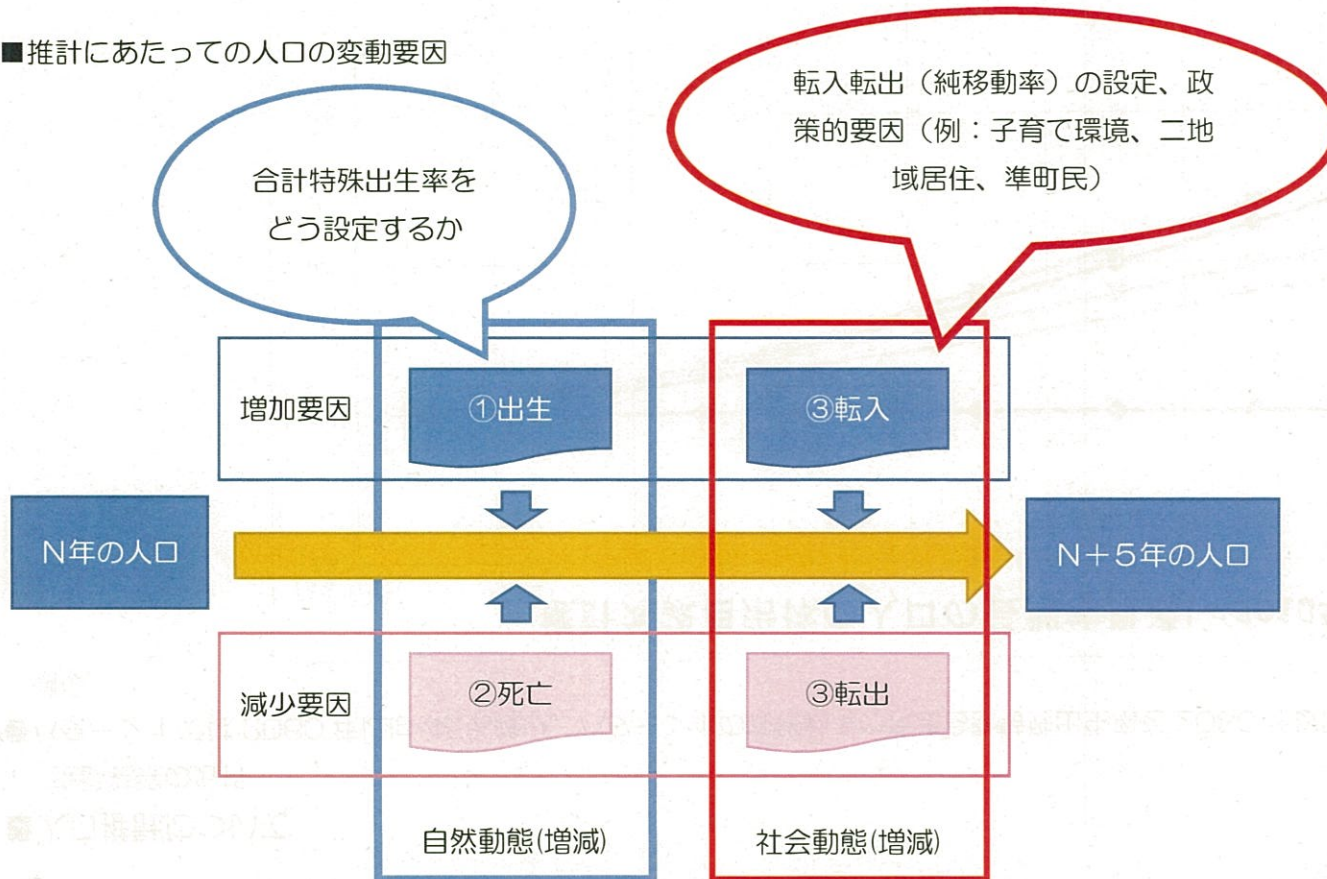 ■推計にあたっての人口の変動要因
転入転出（純移動率）の設定、政
策的要因（例：子育て環境、二地
域居住、準町民）
合計特殊出生率を
どう設定するか
増加要因
①出生
③転入
N年の人口
N＋5年の人口
減少要因
②死亡
③転出
自然動態(増減)
社会動態(増減)